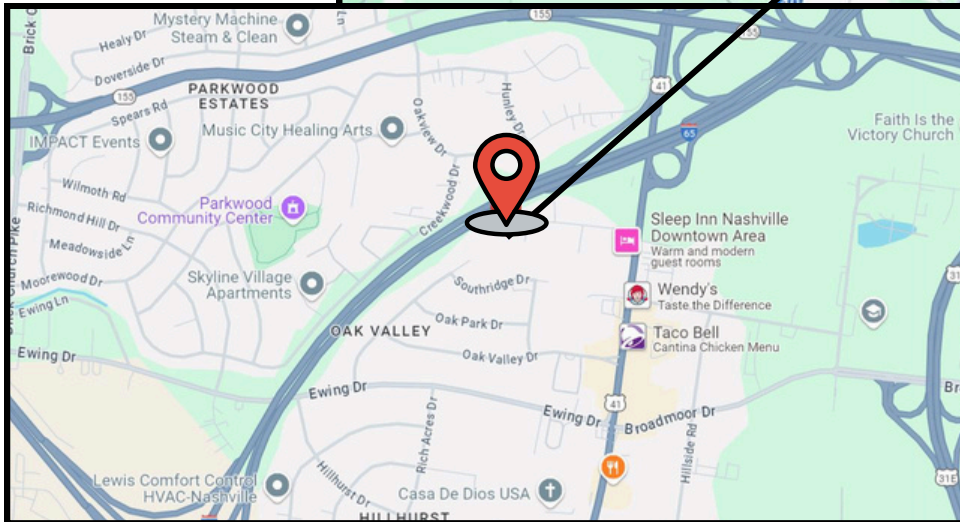 155
Mystery Machine
Steam & Clean
Ln
Brick C
Healy Dr
Doverside Dr
155
41
155
PARKWOOD
ESTATES
Spears Rd
Oakview Dr
Hunley Dr
Music City Healing Arts
IMPACT Events
65
Faith Is the
Victory Church
Wilmoth Rd
Parkwood
Community Center
Creekwood Dr
Richmond Hill Dr
Meadowside Ln
Sleep Inn Nashville
Downtown Area
Warm and modern
guest rooms
Moorewood Dr
Skyline Village
Apartments
Southridge Dr
Wendy's
Taste the Difference
31
Ewing Ln
Oak Park Dr
OAK VALLEY
Taco Bell
Cantina Chicken Menu
Ewing Dr
Oak Valley Dr
Ewing Dr
Br
41
Ewing Dr
Broadmoor Dr
Rich Acres Dr
Hillside Rd
Lewis Comfort Control
HVAC-Nashville
Hillhurst Dr
Casa De Dios USA
31E
HILLHURST